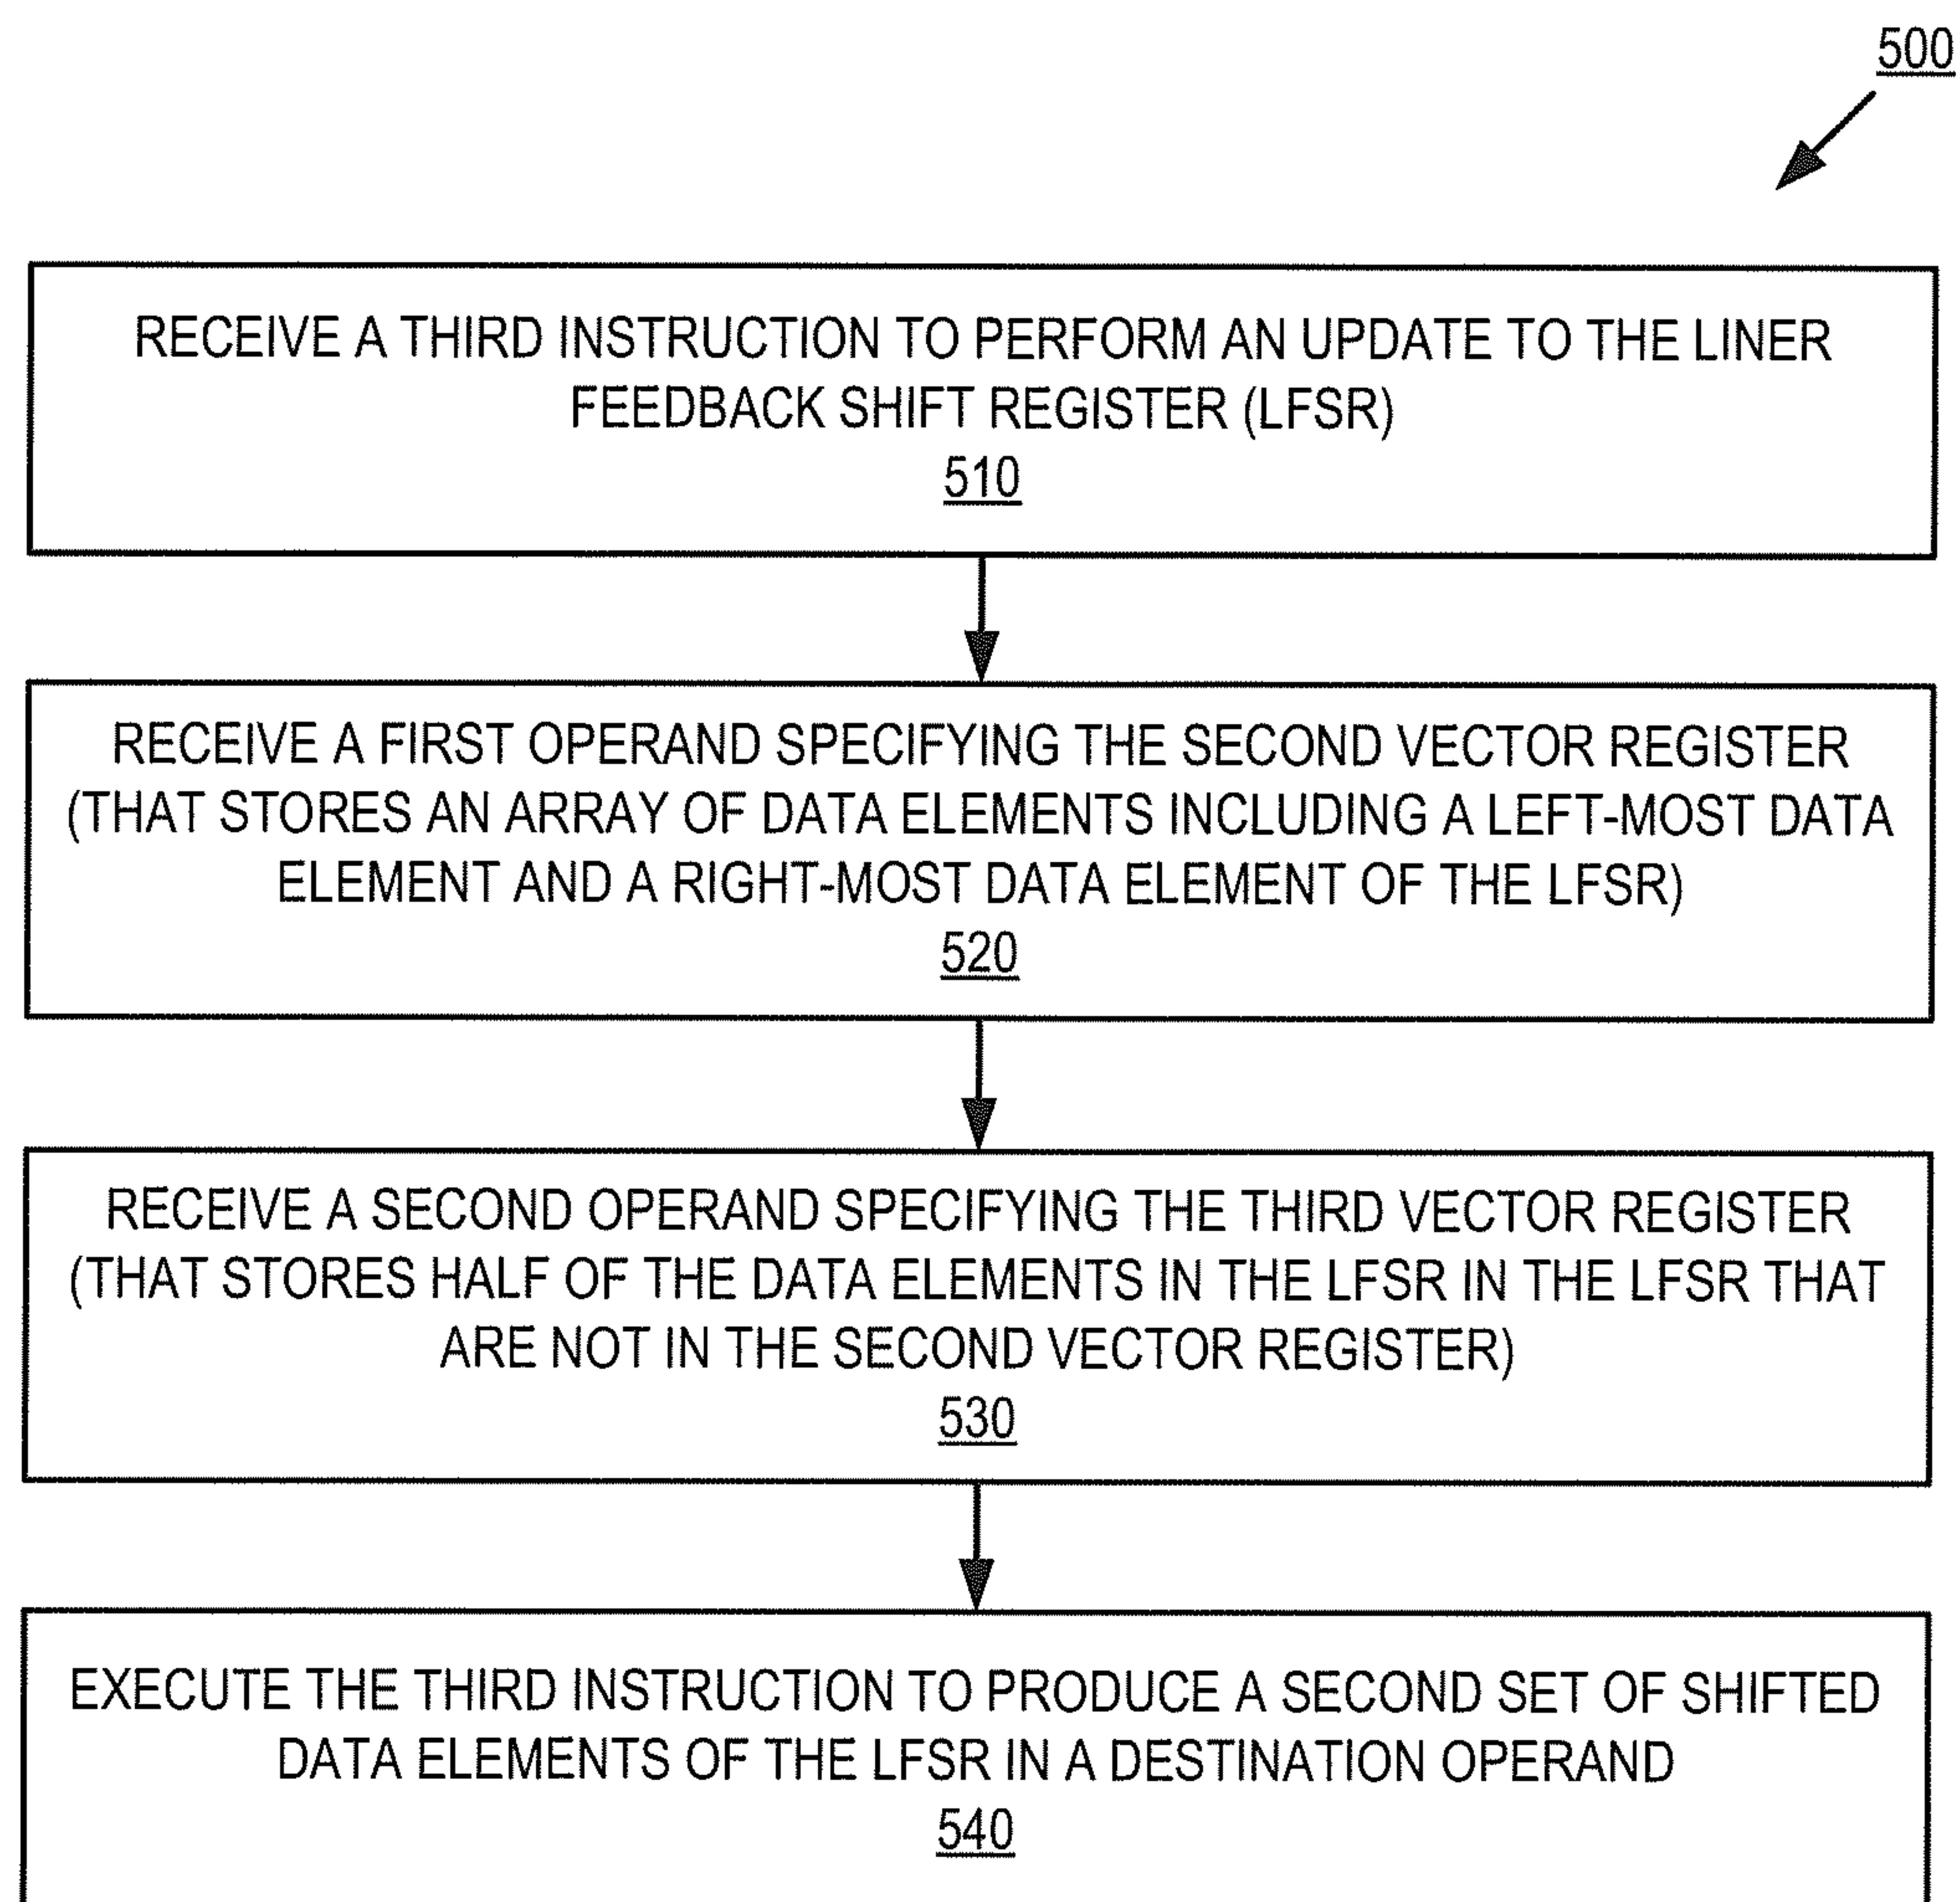 500
RECEIVE A THIRD INSTRUCTION TO PERFORM AN UPDATE TO THE LINER
FEEDBACK SHIFT REGISTER (LFSR)
510
RECEIVE A FIRST OPERAND SPECIFYING THE SECOND VECTOR REGISTER
(THAT STORES AN ARRAY OF DATA ELEMENTS INCLUDING A LEFT-MOST DATA
ELEMENT AND A RIGHT-MOST DATA ELEMENT OF THE LFSR)
520
RECEIVE A SECOND OPERAND SPECIFYING THE THIRD VECTOR REGISTER
(THAT STORES HALF OF THE DATA ELEMENTS IN THE LFSR IN THE LFSR THAT
ARE NOT IN THE SECOND VECTOR REGISTER)
530
EXECUTE THE THIRD INSTRUCTION TO PRODUCE A SECOND SET OF SHIFTED
DATA ELEMENTS OF THE LFSR IN A DESTINATION OPERAND
540